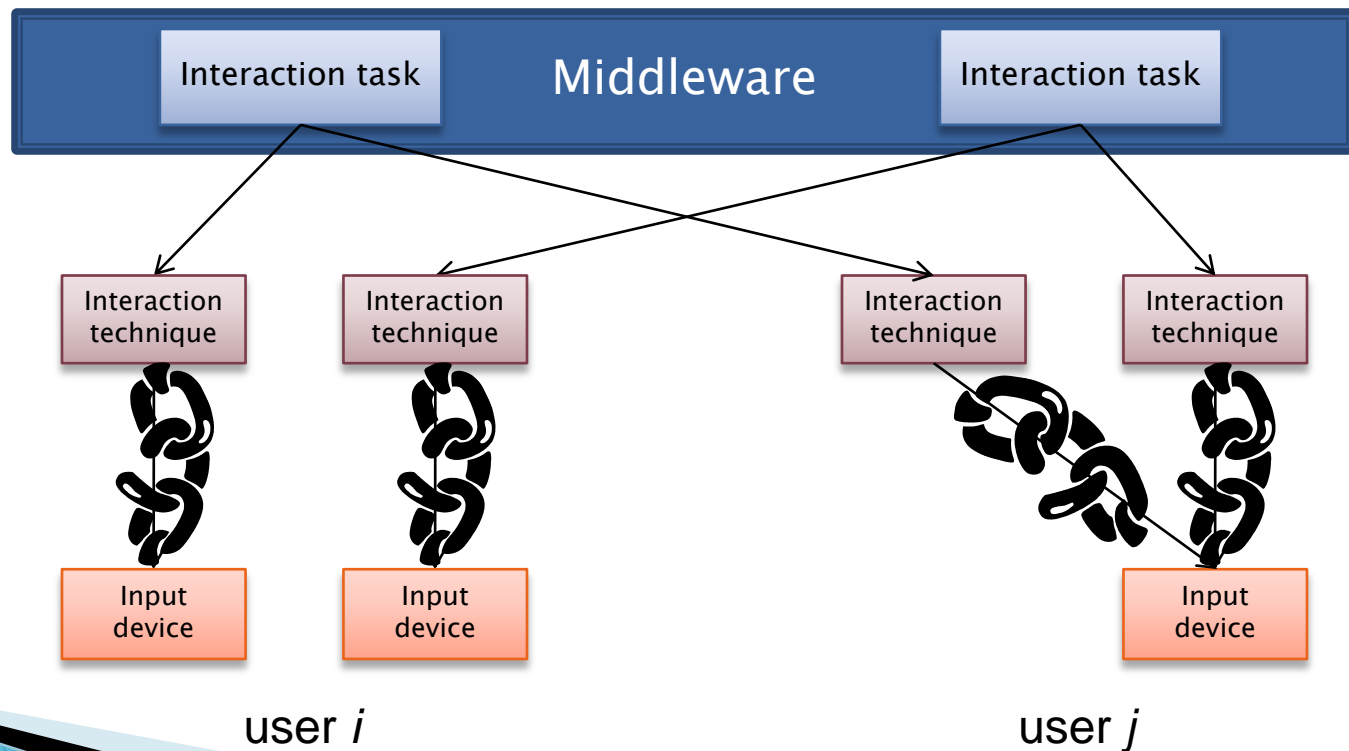 Interaction task
Middleware
Interaction task
Interaction
technique
Interaction
technique
Interaction
technique
Interaction
technique
Input
device
Input
device
Input
device
user i
user j